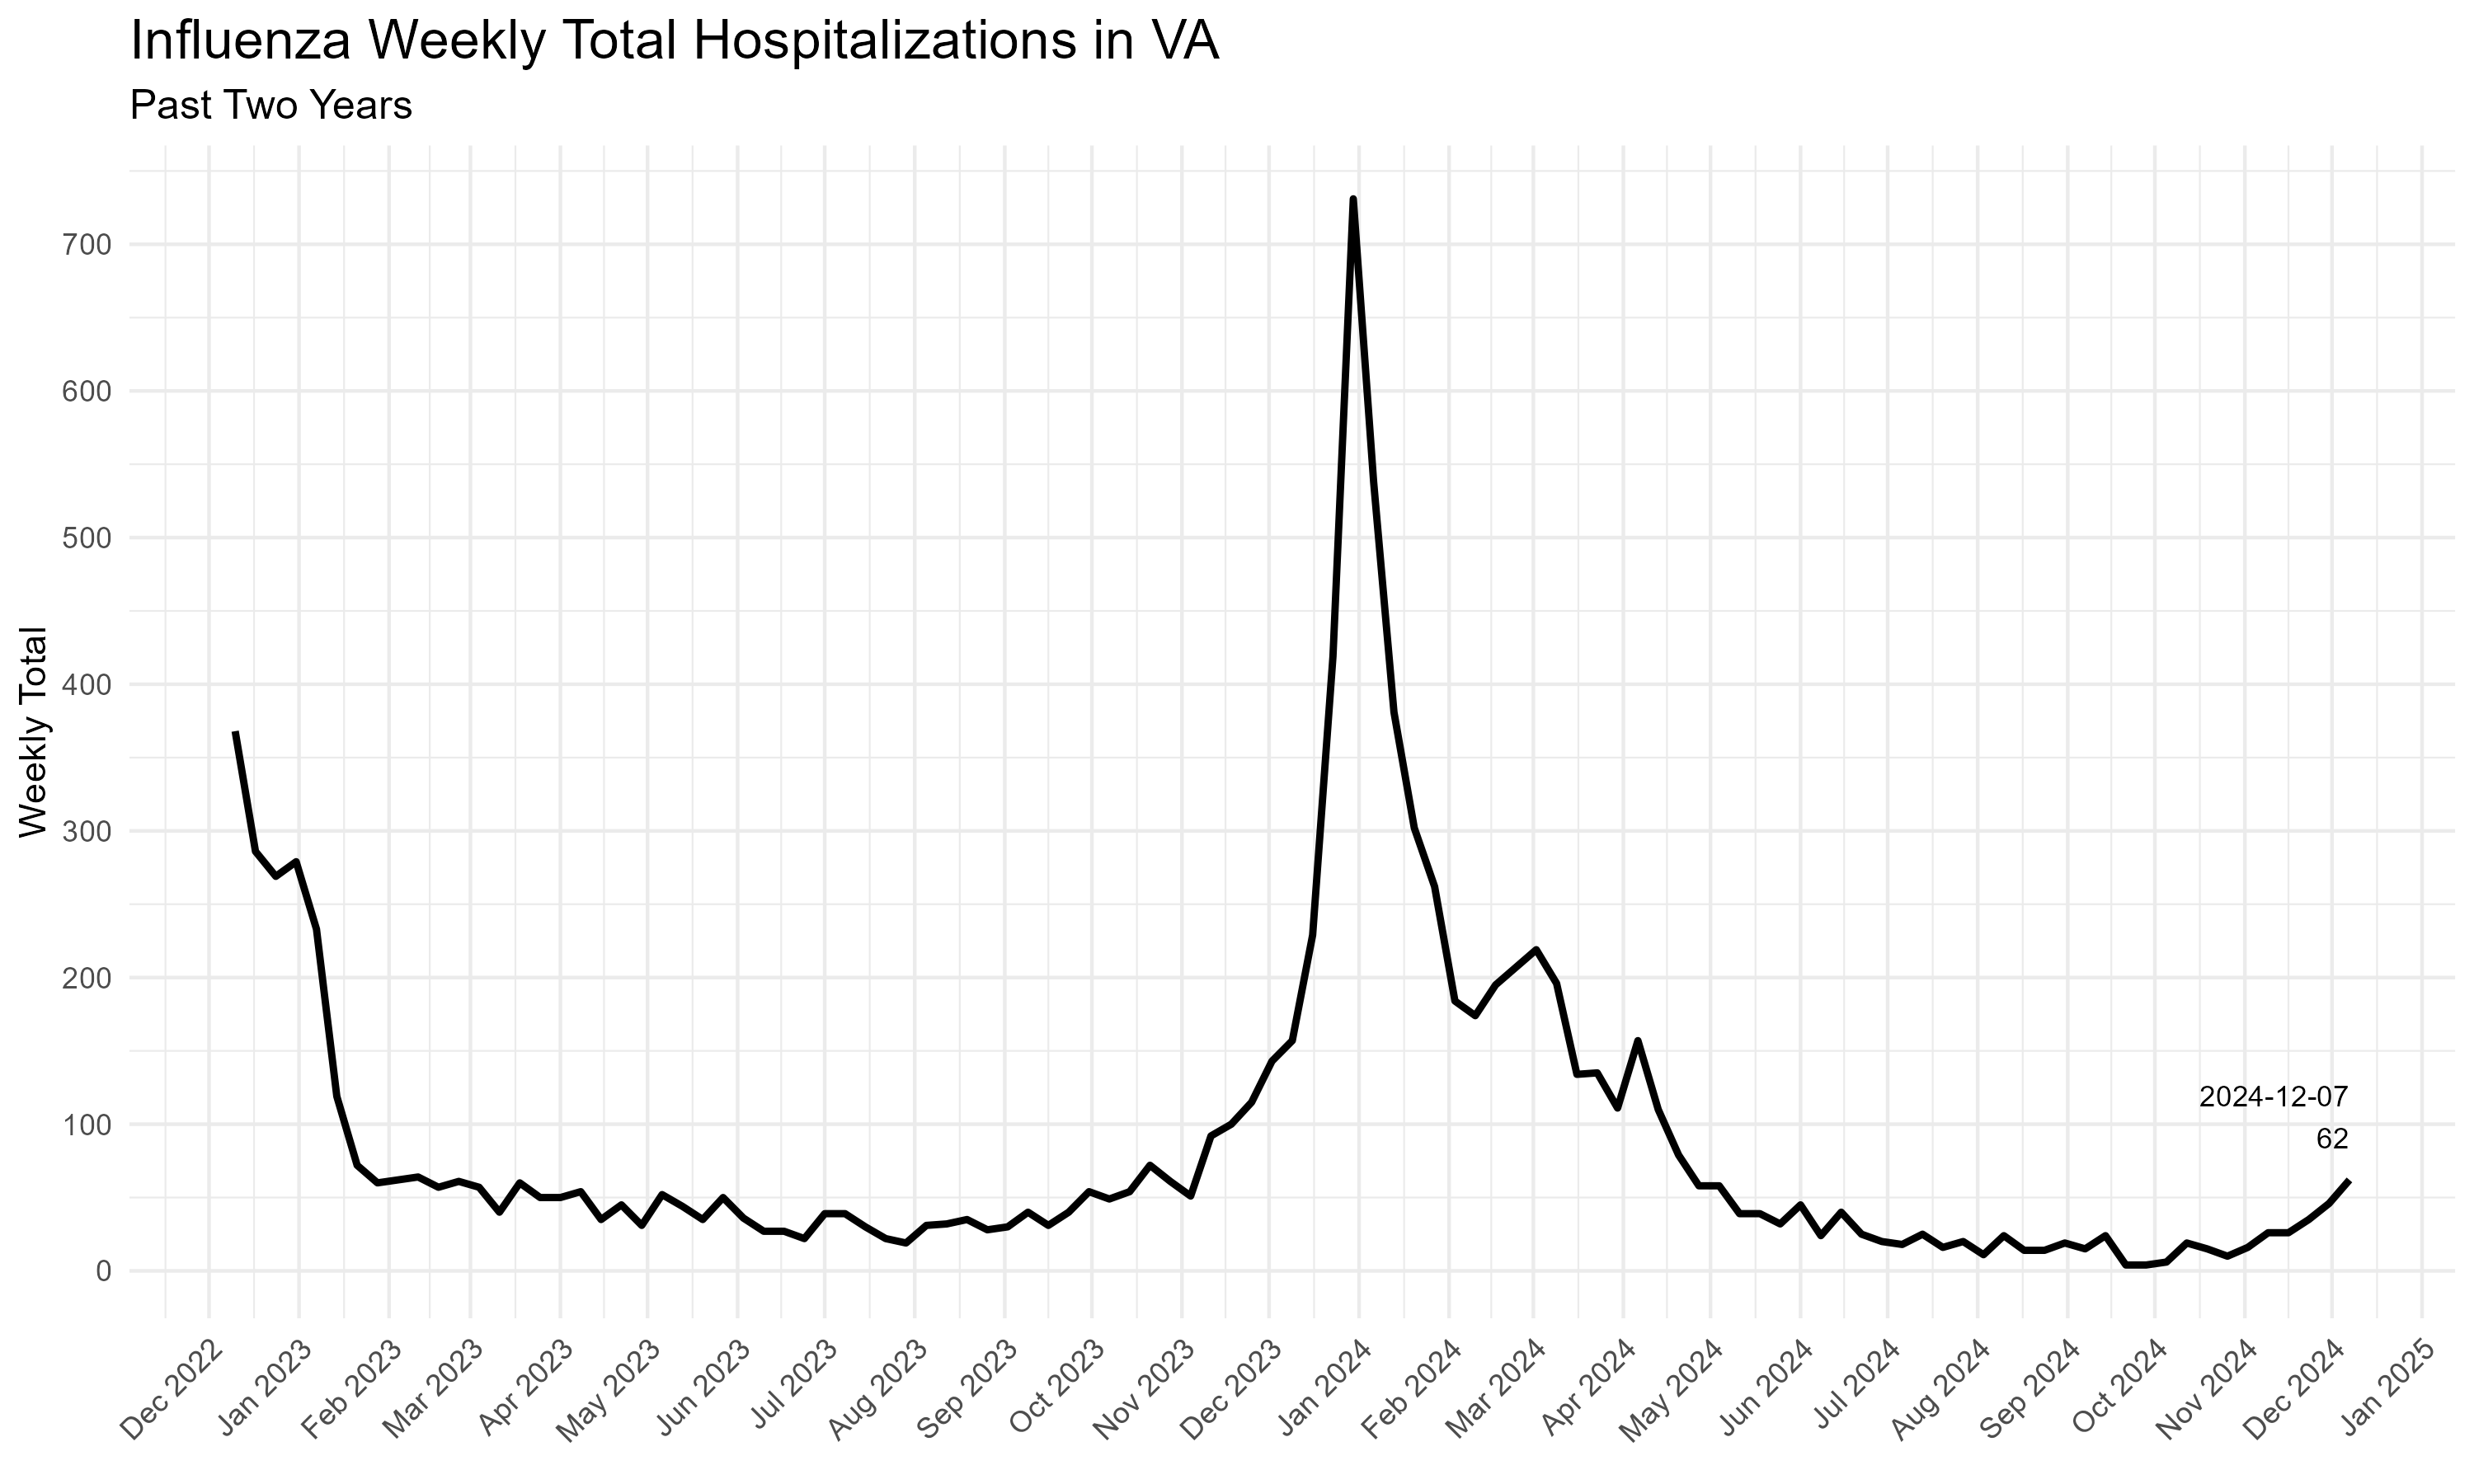 Influenza Weekly Total Hospitalizations in VA
Past Two Years
Weekly Total
700
600
500
400
300
200
100
0
2024-12-07
62
Dec 2022
Jan 2023
Feb 2023
Mar 2023
Apr 2023
May 2023
Jun 2023
Jul 2023
Aug 2023
Sep 2023
Oct 2023
Nov 2023
Dec 2023
Jan 2024
Feb 2024
Mar 2024
Apr 2024
May 2024
Jun 2024
Jul 2024
Aug 2024
Sep 2024
Oct 2024
Nov 2024
Dec 2024
Jan 2025